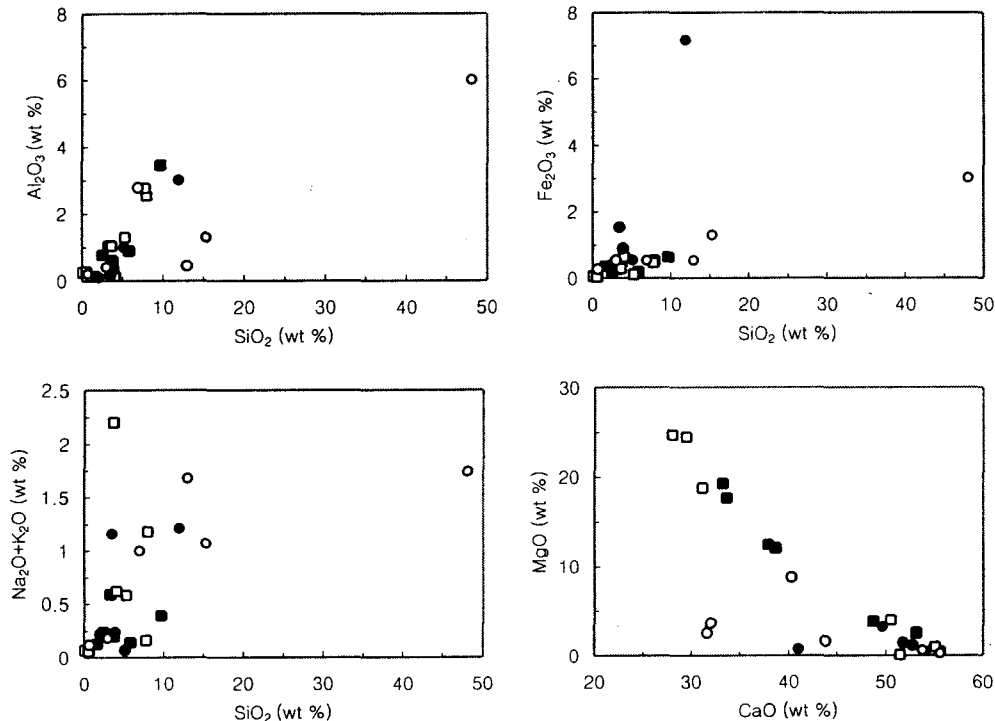 8
6
4
2
0
Al₂O₃ (wt %)
0 10 20 30 40 50
SiO₂ (wt %)
8
6
4
2
0
Fe₂O₃ (wt %)
0 10 20 30 40 50
SiO₂ (wt %)
2.5
2
1.5
1
0.5
0
Na₂O+K₂O (wt %)
0 10 20 30 40 50
SiO₂ (wt %)
30
20
10
0
MgO (wt %)
20 30 40 50 60
CaO (wt %)